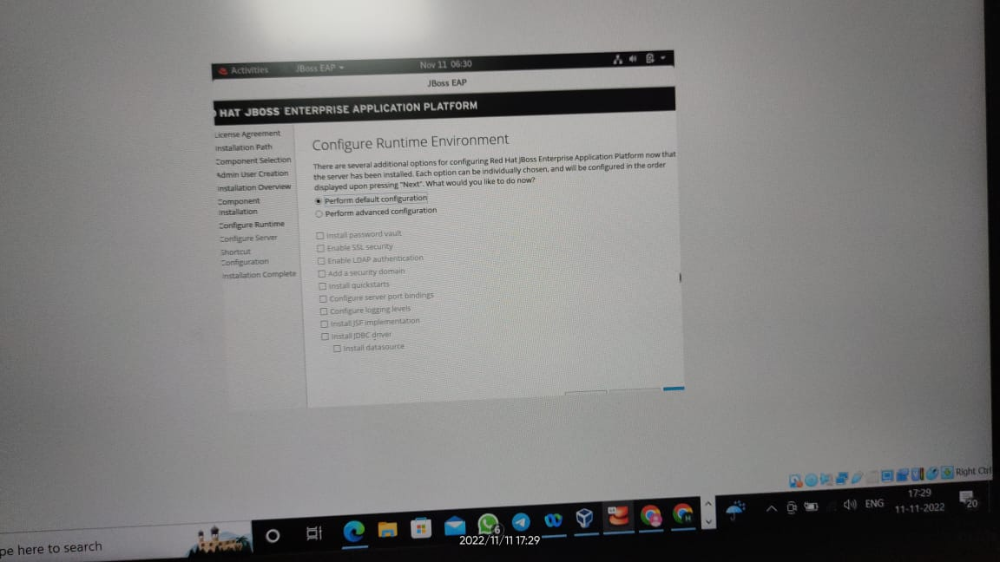 Activities JBoss EAP Nov 11 06:30
JBoss EAP
HAT JBOSS ENTERPRISE APPLICATION PLATFORM
License Agreement
Installation Path
Component Selection
Admin User Creation
Installation Overview
Component
Installation
Configure Runtime
Configure Server
Shortcut
Configuration
Installation Complete
Configure Runtime Environment
There are several additional options for configuring Red Hat JBoss Enterprise Application Platform now that
the server has been installed. Each option can be individually chosen, and will be configured in the order
displayed upon pressing "Next". What would you like to do now?
Perform default configuration
Perform advanced configuration
Install password vault
Enable SSL security
Enable LDAP authentication
Add a security domain
Install quickstarts
Configure server port bindings
Configure logging levels
Install JSF implementation
Install JDBC driver
Install datasource
Right Ctrl
pe here to search
6
ENG
17:29
11-11-2022
20
2022/11/11 17:29